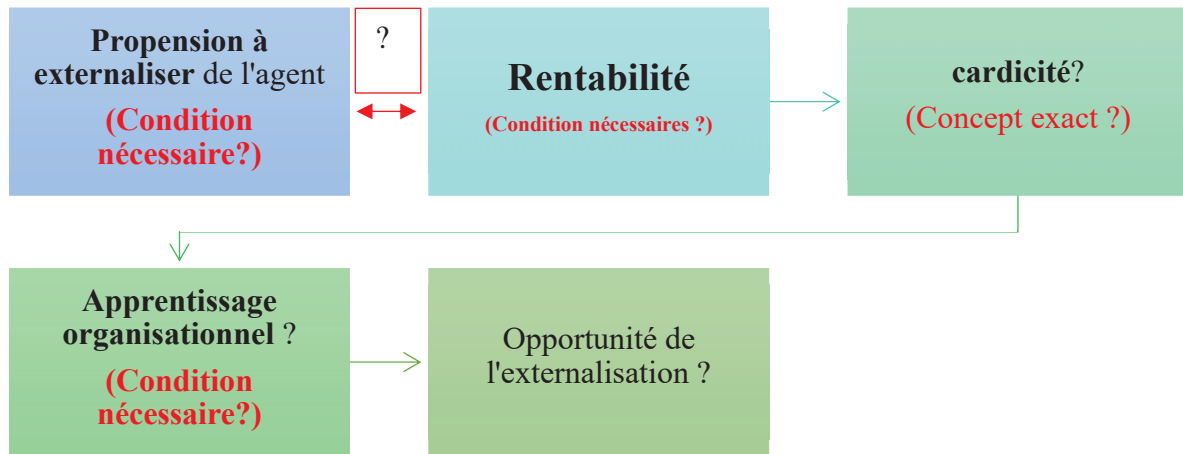 Propension à
externaliser de l'agent
(Condition
nécessaire?)
?
Rentabilité
(Condition nécessaires ?)
cardicité?
(Concept exact ?)
Apprentissage
organisationnel ?
(Condition
nécessaire?)
Opportunité de
l'externalisation ?